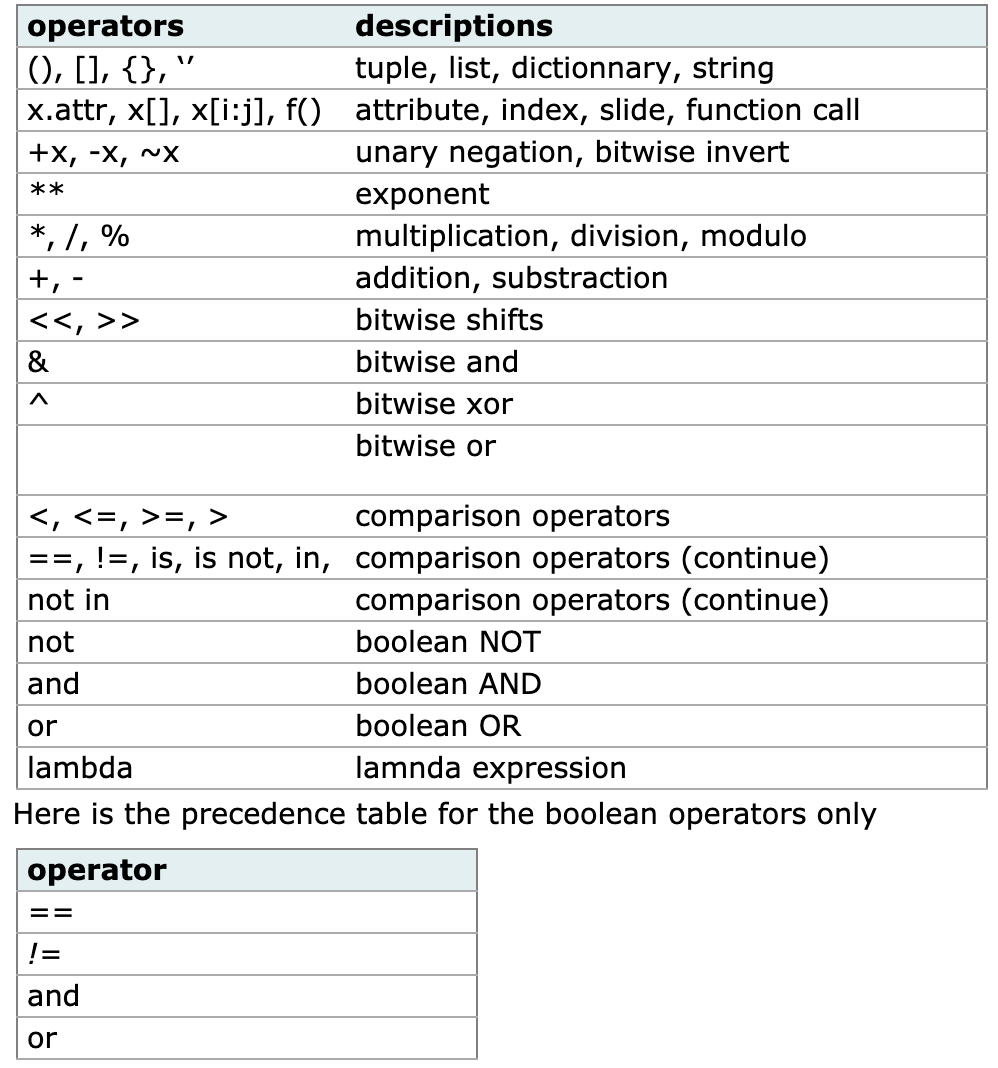 operators descriptions
(), [], {}, ‘’ tuple, list, dictionnary, string
x.attr, x[], x[i:j], f() attribute, index, slide, function call
+x, -x, ~x unary negation, bitwise invert
** exponent
*, /, % multiplication, division, modulo
+, - addition, substraction
<<, >> bitwise shifts
& bitwise and
^ bitwise xor
bitwise or
<, <=, >=, > comparison operators
==, !=, is, is not, in, comparison operators (continue)
not in comparison operators (continue)
not boolean NOT
and boolean AND
or boolean OR
lambda lamnda expression
Here is the precedence table for the boolean operators only
operator
==
!=
and
or